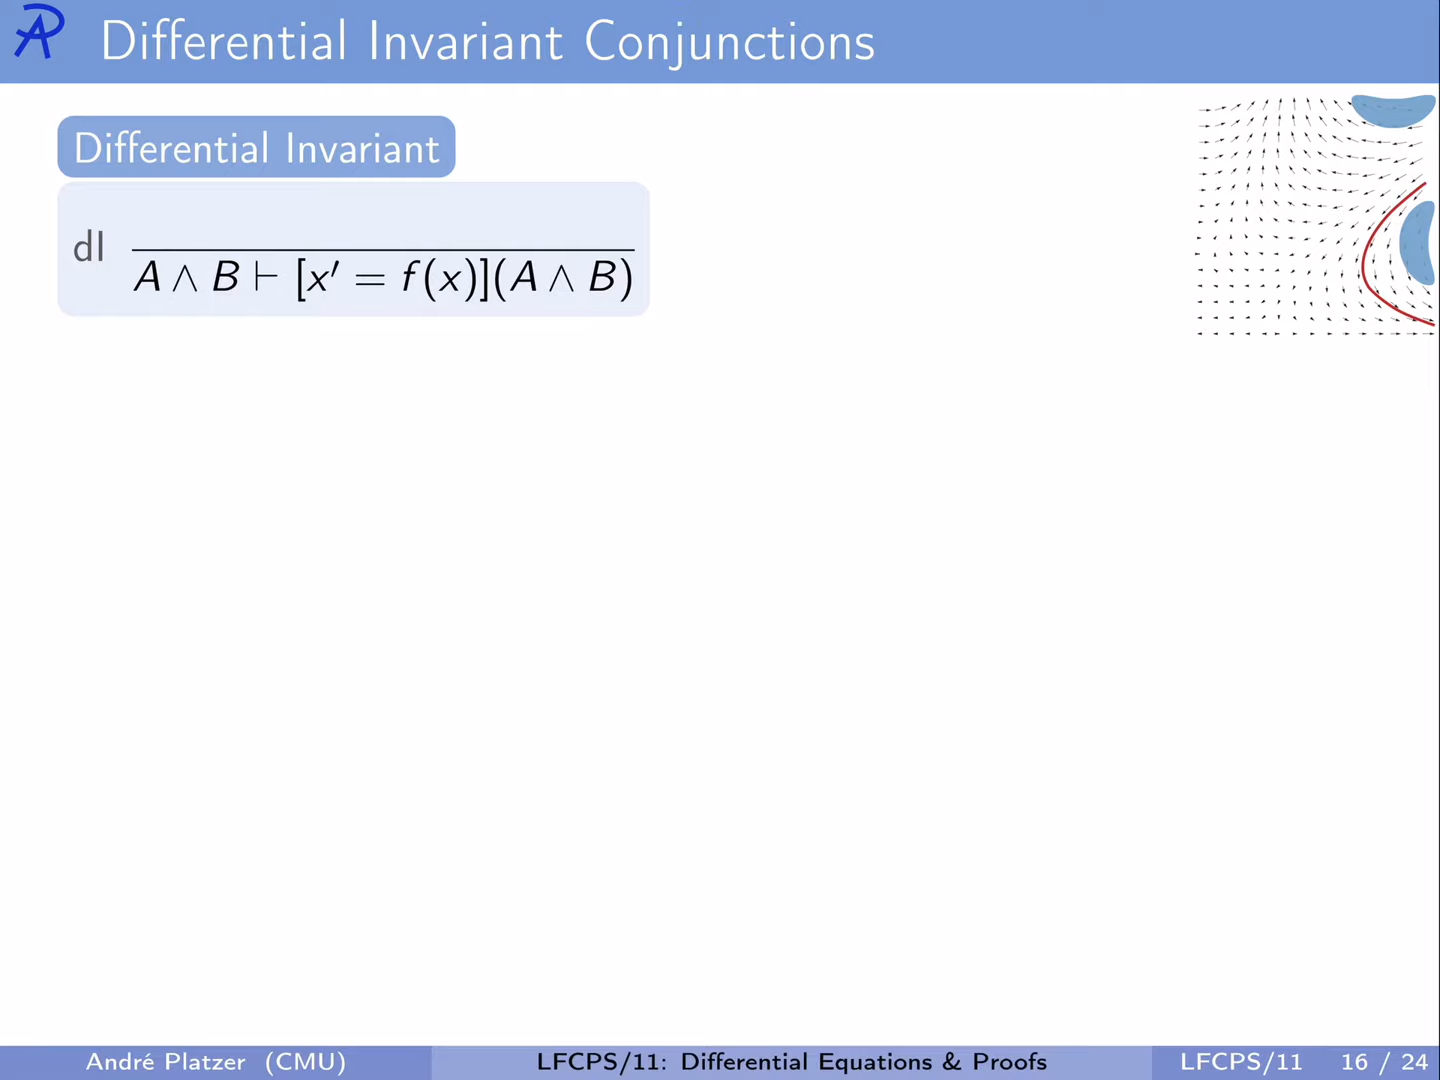 Differential Invariant Conjunctions
Differential Invariant
dI
A ∧ B ⊢ [x′ = f(x)](A ∧ B)
André Platzer (CMU) LFCPS/11: Differential Equations & Proofs LFCPS/11 16 / 24